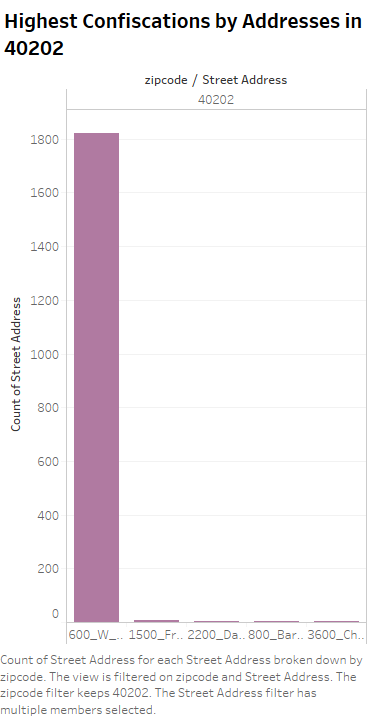 Highest Confiscations by Addresses in
40202
zipcode / Street Address
40202
Count of Street Address
1800
1600
1400
1200
1000
800
600
400
200
0
600_W_.. 1500_Fr.. 2200_Da.. 800_Bar.. 3600_Ch..
Count of Street Address for each Street Address broken down by
zipcode. The view is filtered on zipcode and Street Address. The
zipcode filter keeps 40202. The Street Address filter has
multiple members selected.